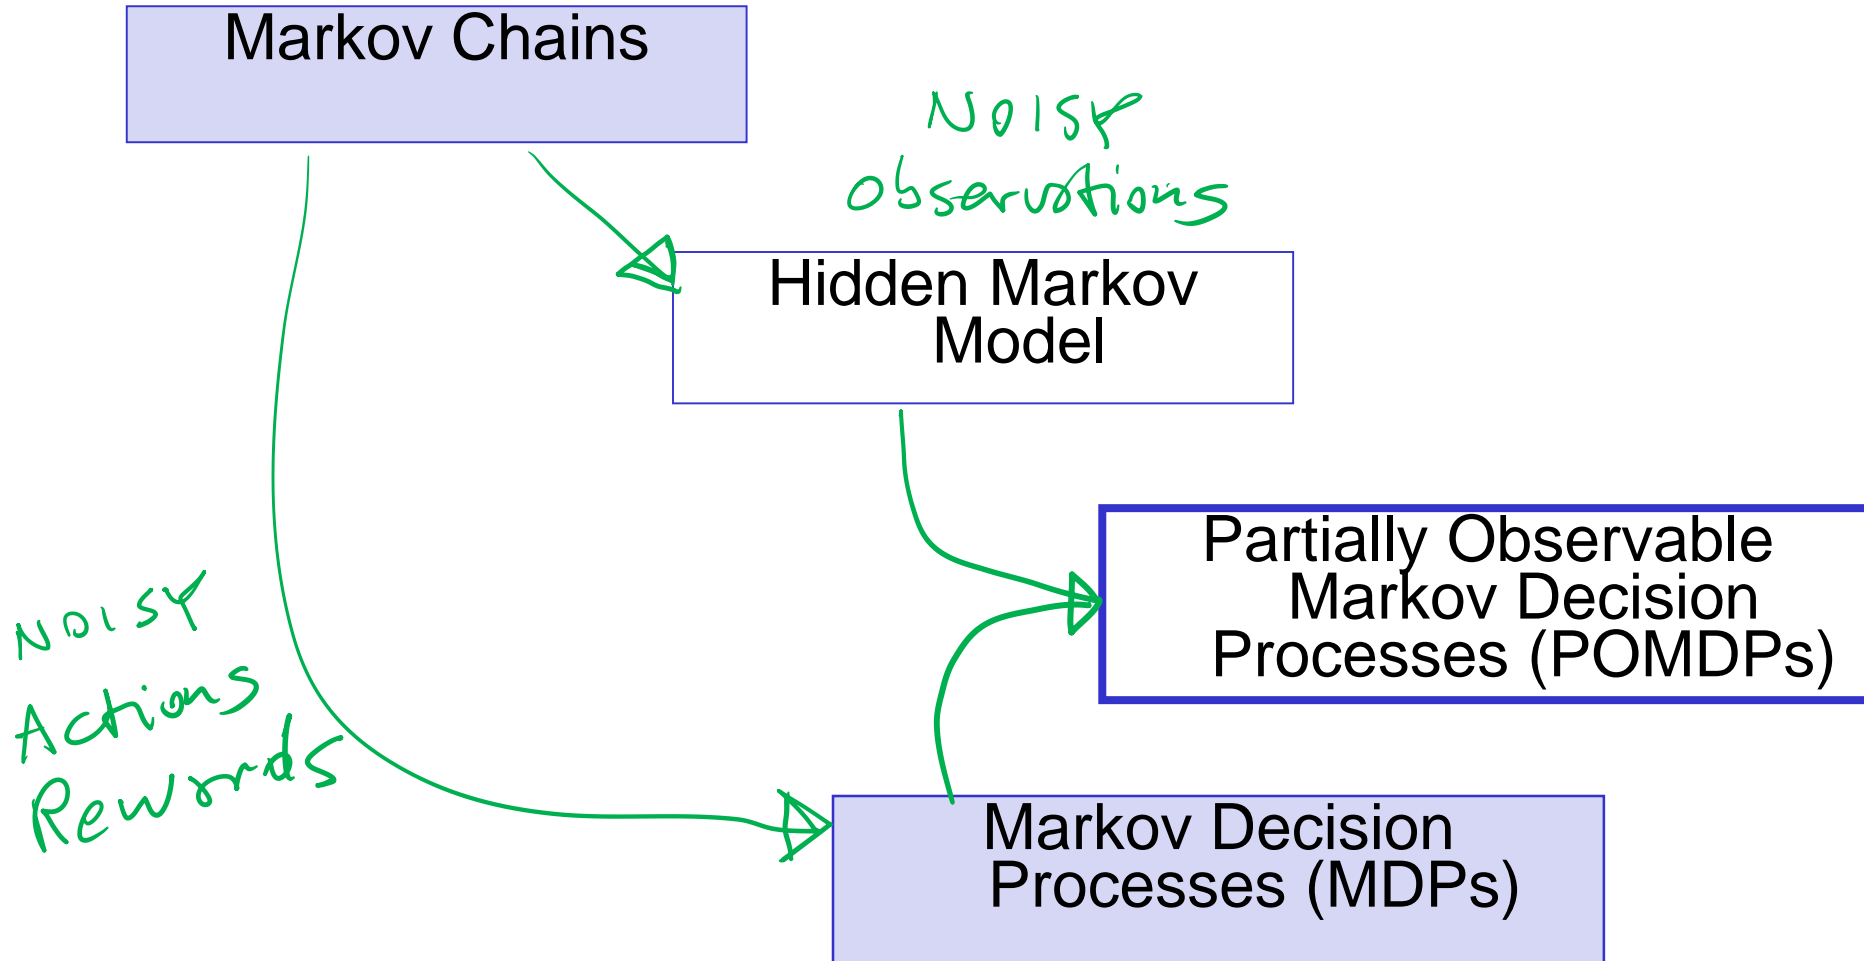 Markov Chains
NOISY
observations
Hidden Markov
Model
Partially Observable
Markov Decision
Processes (POMDPs)
NOISY
Actions
Rewards
Markov Decision
Processes (MDPs)